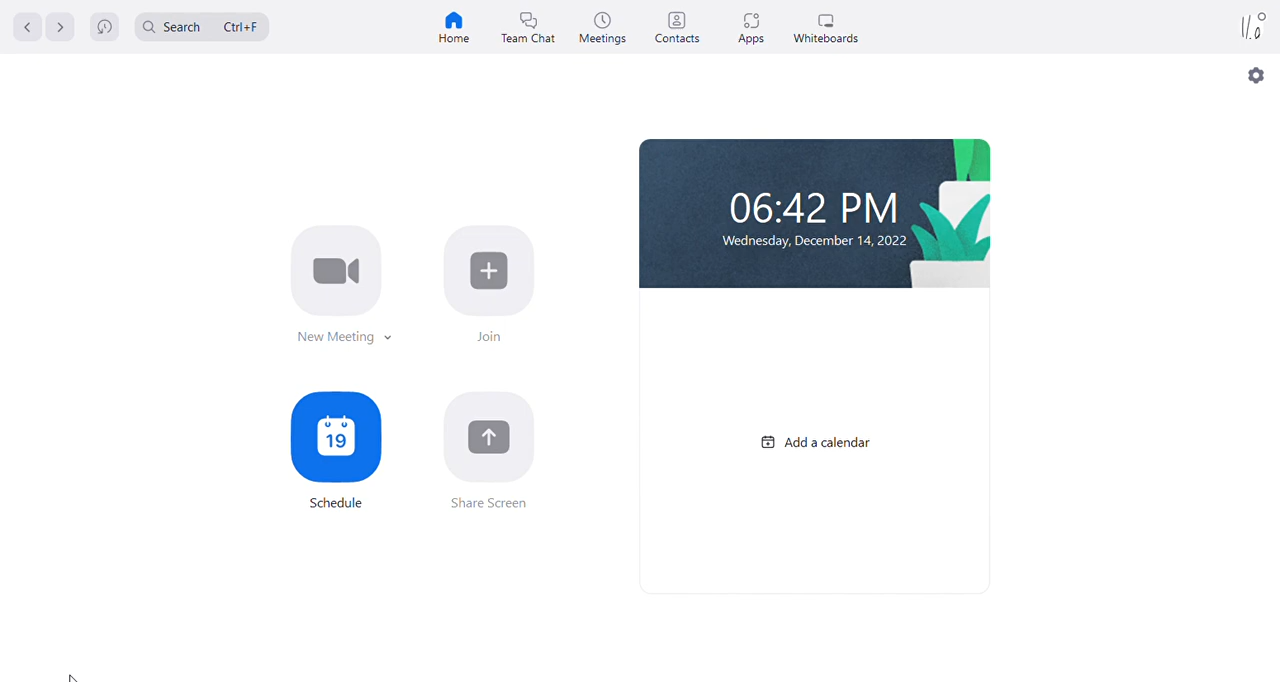 Search Ctrl+F
Home
Team Chat
Meetings
Contacts
Apps
Whiteboards
06:42 PM
Wednesday, December 14, 2022
New Meeting
Join
19
Schedule
Share Screen
Add a calendar